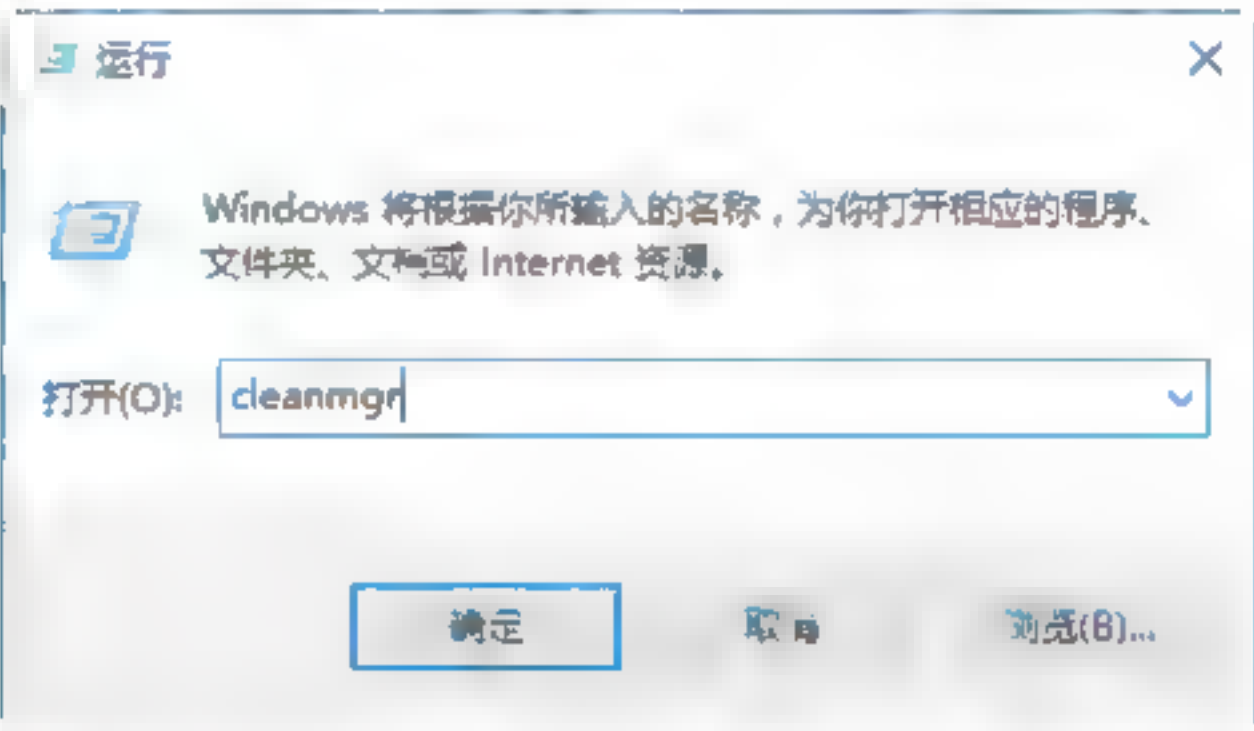 运行
Windows 将根据你所输入的名称，为你打开相应的程序、
文件夹、文档或 Internet 资源。
打开(O):
cleanmgr
确定
取消
浏览(B)...